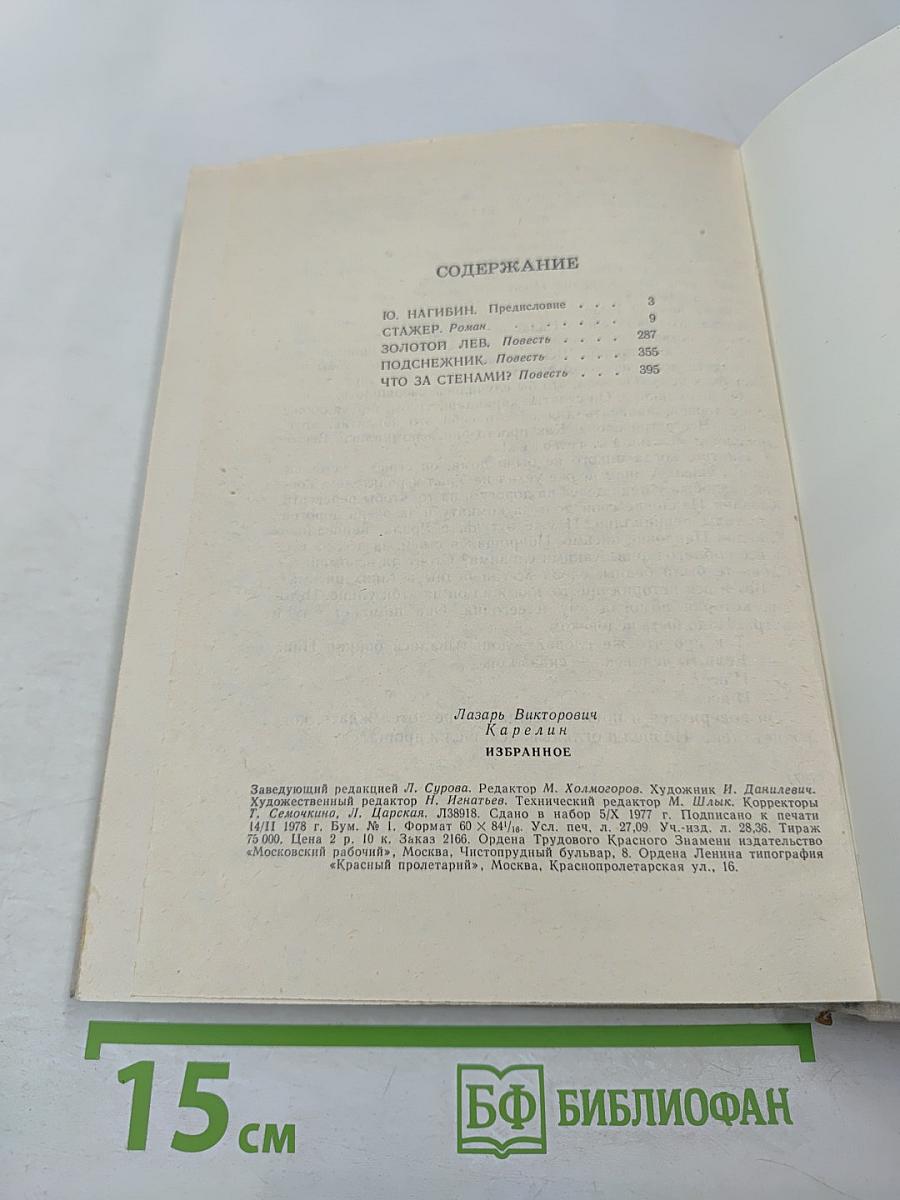 СОДЕРЖАНИЕ
Ю. НАГИБИН. Предисловие . . . 3
СТАЖЕР. Роман . . . . . . . 9
ЗОЛОТОЙ ЛЕВ. Повесть . . . . 287
ПОДСНЕЖНИК. Повесть . . . . 355
ЧТО ЗА СТЕНАМИ? Повесть . . . 395
Лазарь Викторович
Карелин
ИЗБРАННОЕ
Заведующий редакцией Л. Сурова. Редактор М. Холмогоров. Художник И. Данилевич.
Художественный редактор Н. Игнатьев. Технический редактор М. Шлык. Корректоры
Т. Семочкина, Л. Царская. Л38918. Сдано в набор 5/X 1977 г. Подписано к печати
14/II 1978 г. Бум. № 1. Формат 60 × 84¹/₁₆. Усл. печ. л. 27,09. Уч.-изд. л. 28,36. Тираж
75 000. Цена 2 р. 10 к. Заказ 2166. Ордена Трудового Красного Знамени издательство
«Московский рабочий», Москва, Чистопрудный бульвар, 8. Ордена Ленина типография
«Красный пролетарий», Москва, Краснопролетарская ул., 16.
15 см
БФ БИБЛИОФАН